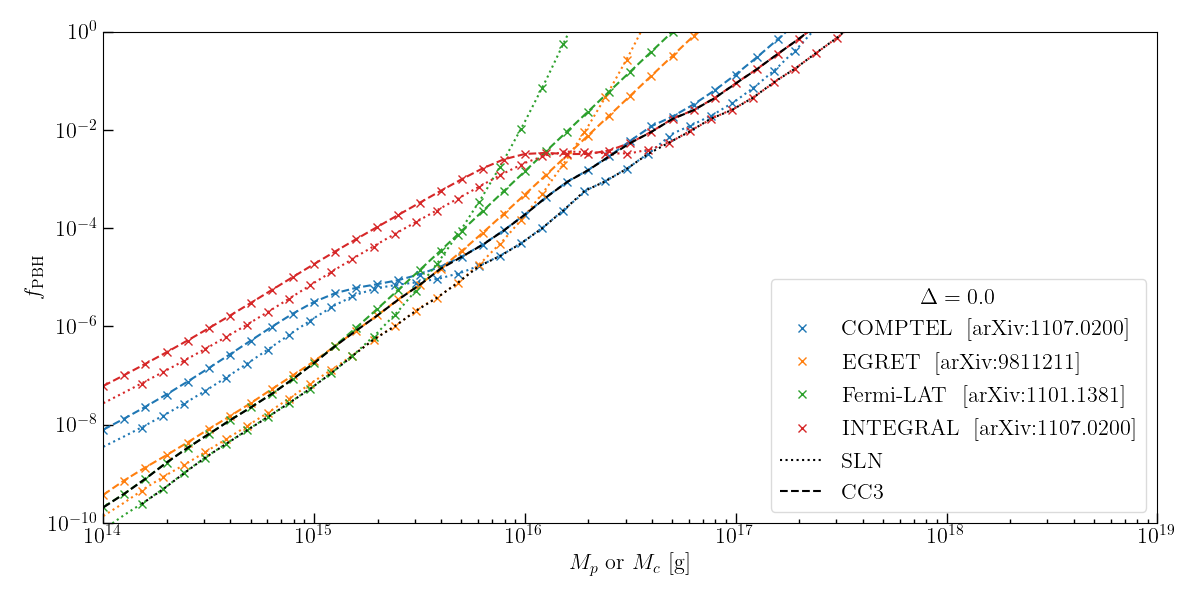 10^0
10^{-2}
10^{-4}
10^{-6}
10^{-8}
10^{-10}
f_{PBH}
10^{14}
10^{15}
10^{16}
10^{17}
10^{18}
10^{19}
M_p or M_c [g]
Δ = 0.0
COMPTEL [arXiv:1107.0200]
EGRET [arXiv:9811211]
Fermi-LAT [arXiv:1101.1381]
INTEGRAL [arXiv:1107.0200]
SLN
CC3